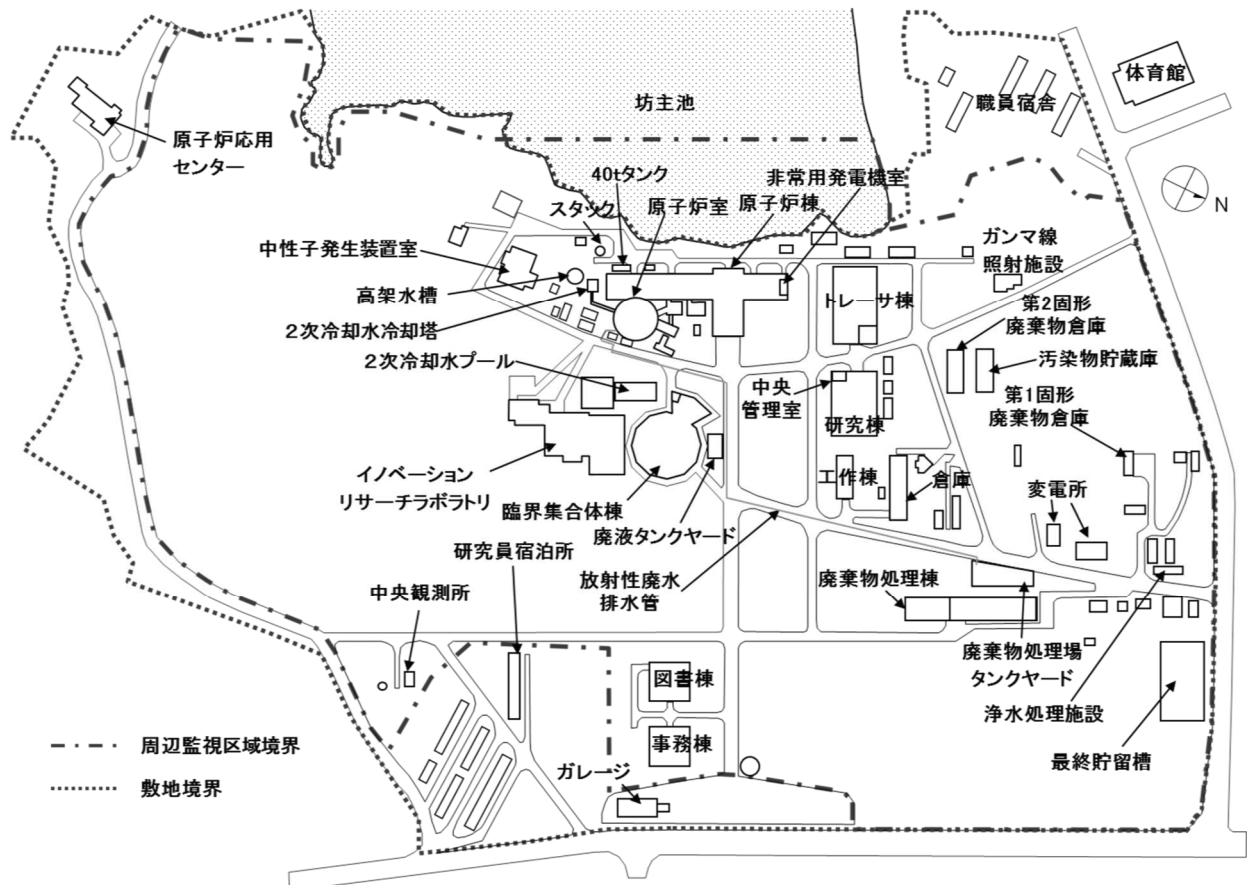 坊主池
体育館
職員宿舎
原子炉応用
センター
40tタンク
非常用発電機室
スタック
原子炉室
原子炉棟
N
中性子発生装置室
ガンマ線
照射施設
高架水槽
トレーサ棟
第2固形
廃棄物倉庫
2次冷却水冷却塔
汚染物貯蔵庫
2次冷却水プール
中央
管理室
第1固形
廃棄物倉庫
研究棟
イノベーション
リサーチラボラトリ
工作棟
倉庫
変電所
臨界集合体棟
廃液タンクヤード
研究員宿泊所
放射性廃水
排水管
廃棄物処理棟
中央観測所
廃棄物処理場
タンクヤード
図書棟
浄水処理施設
事務棟
周辺監視区域境界
最終貯留槽
ガレージ
敷地境界